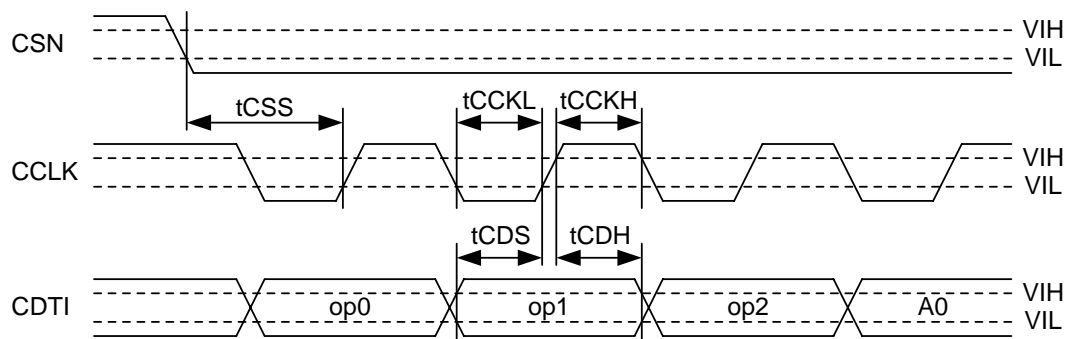 CSN
VIH
VIL
tCSS
tCCKL
tCCKH
CCLK
VIH
VIL
tCDS
tCDH
CDTI
op0
op1
op2
A0
VIH
VIL